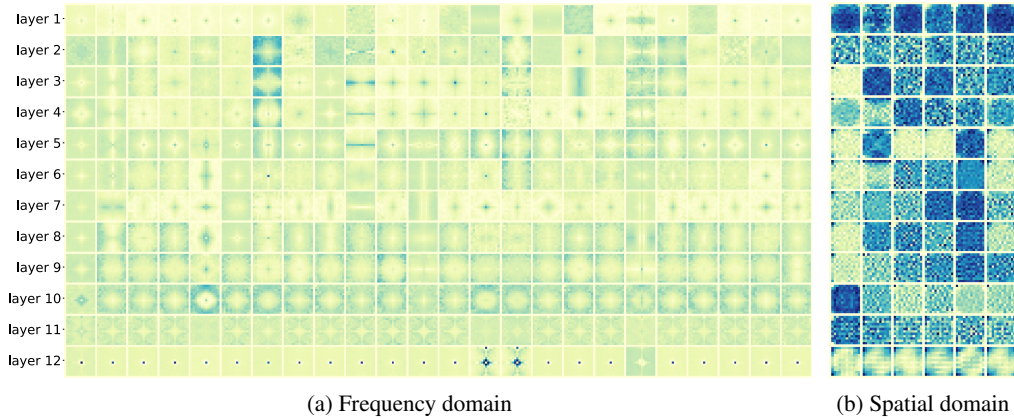 layer 1
layer 2
layer 3
layer 4
layer 5
layer 6
layer 7
layer 8
layer 9
layer 10
layer 11
layer 12
(a) Frequency domain
(b) Spatial domain